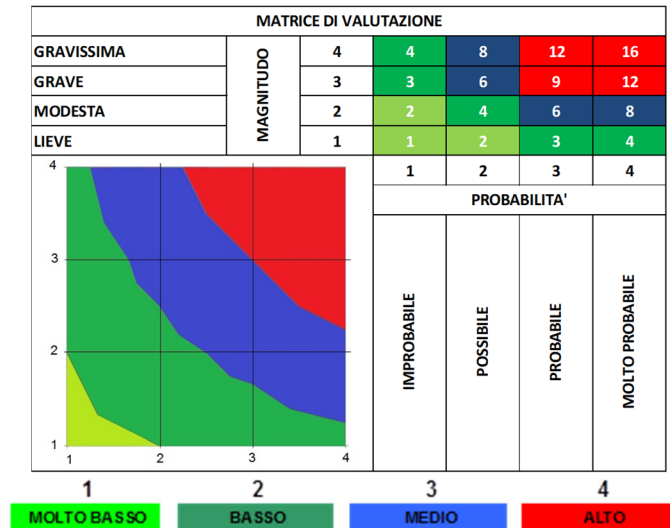 MATRICE DI VALUTAZIONE
GRAVISSIMA 4 4 8 12 16
GRAVE 3 3 6 9 12
MODESTA 2 2 4 6 8
LIEVE 1 1 2 3 4
MAGNITUDO
1 2 3 4
PROBABILITA'
IMPROBABILE
POSSIBILE
PROBABILE
MOLTO PROBABILE
4
3
2
1
1 2 3 4
1 2 3 4
MOLTO BASSO BASSO MEDIO ALTO